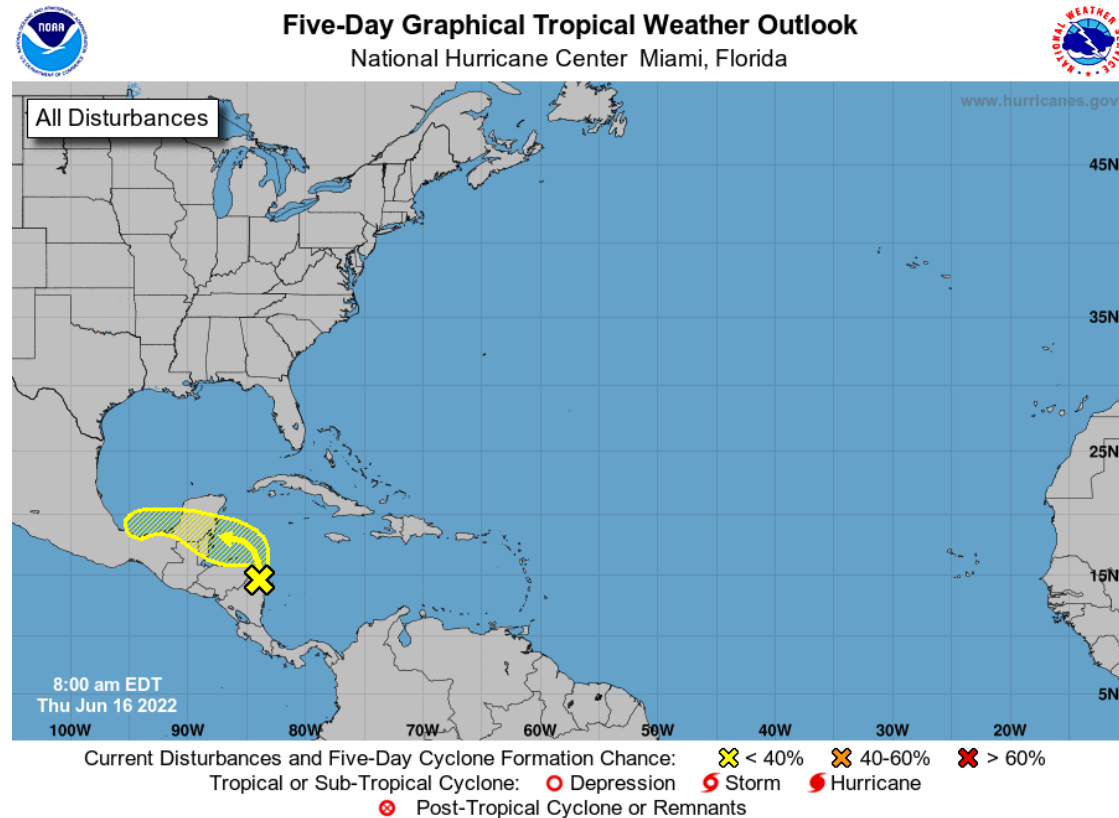 Five-Day Graphical Tropical Weather Outlook
National Hurricane Center Miami, Florida
NOAA
www.hurricanes.gov
All Disturbances
45N
35N
25N
15N
5N
8:00 am EDT
Thu Jun 16 2022
100W 90W 80W 70W 60W 50W 40W 30W 20W
Current Disturbances and Five-Day Cyclone Formation Chance: < 40% 40-60% > 60%
Tropical or Sub-Tropical Cyclone: Depression Storm Hurricane
Post-Tropical Cyclone or Remnants